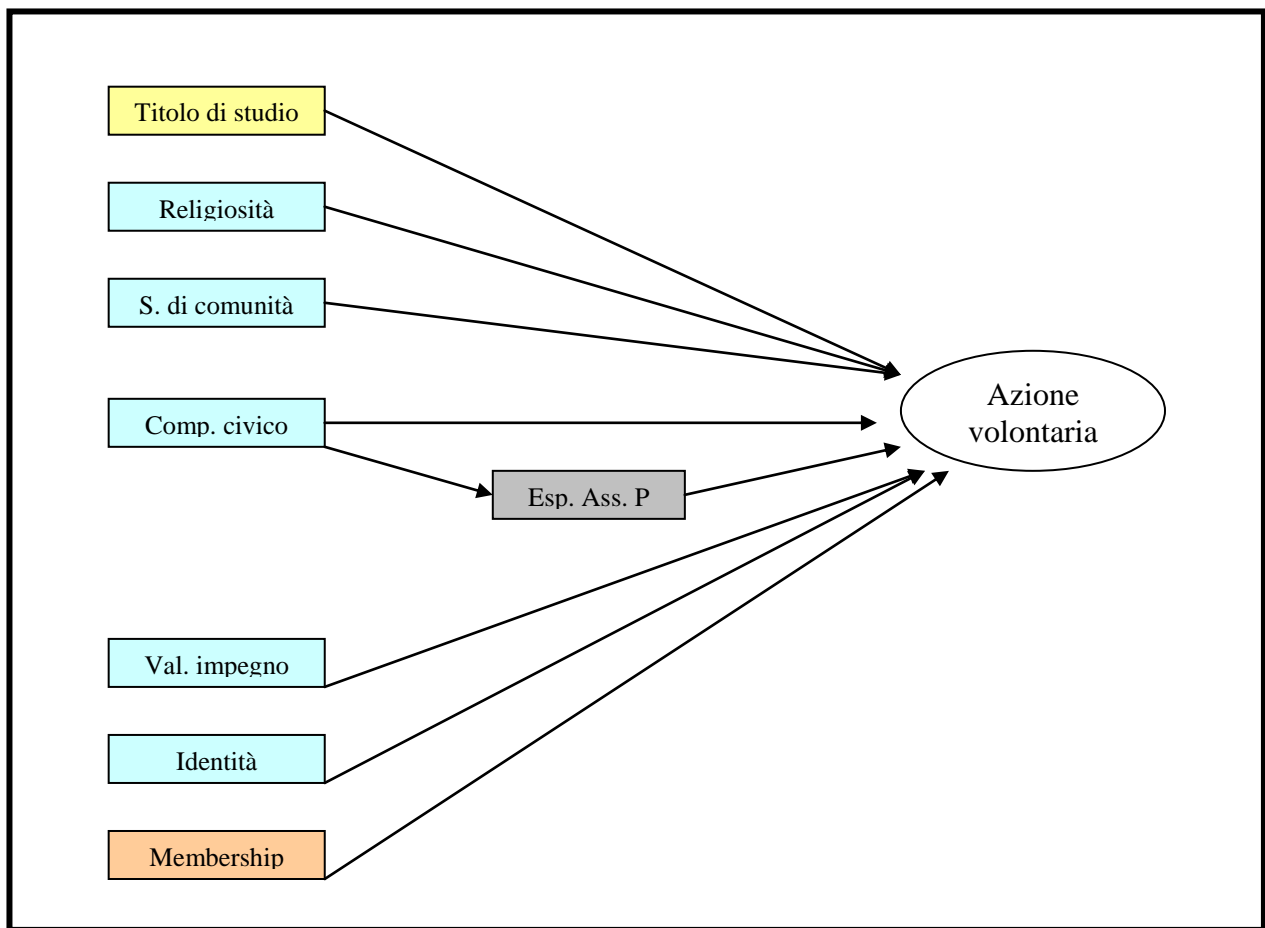 Titolo di studio
Religiosità
S. di comunità
Comp. civico
Esp. Ass. P
Val. impegno
Identità
Membership
Azione
volontaria